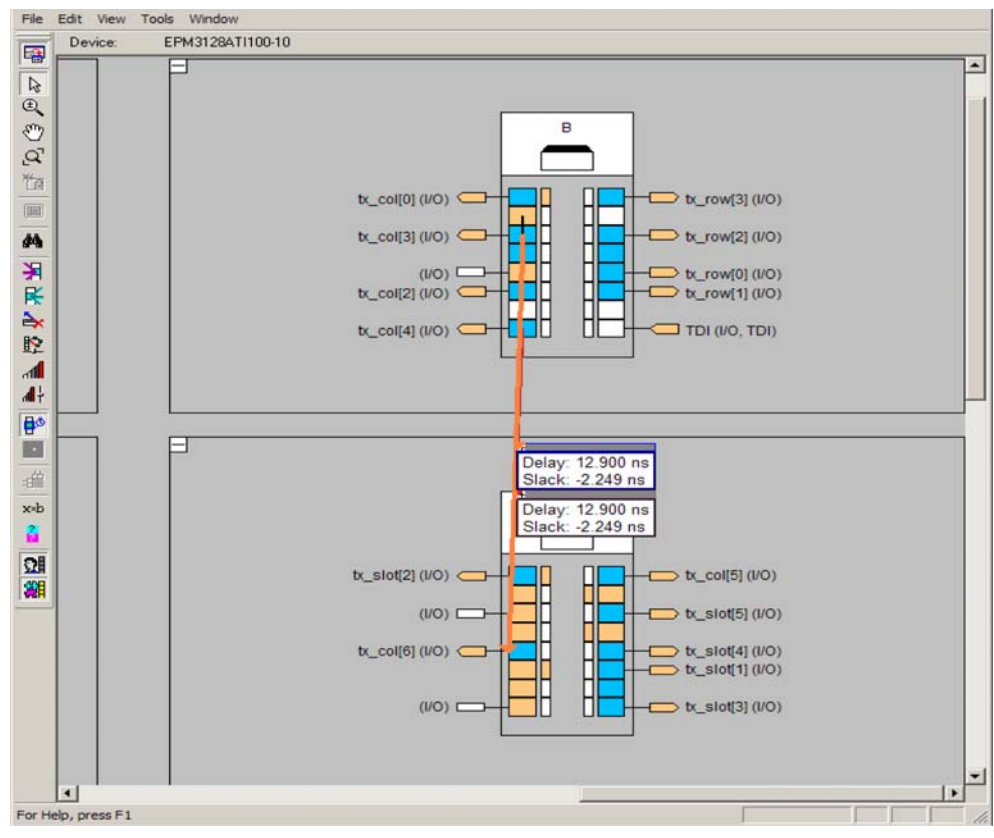 File Edit View Tools Window
Device: EPM3128ATI100-10
B
tx_col[0] (I/O)
tx_row[3] (I/O)
tx_col[3] (I/O)
tx_row[2] (I/O)
(I/O)
tx_row[0] (I/O)
tx_col[2] (I/O)
tx_row[1] (I/O)
tx_col[4] (I/O)
TDI (I/O, TDI)
Delay: 12.900 ns
Slack: -2.249 ns
Delay: 12.900 ns
Slack: -2.249 ns
tx_slot[2] (I/O)
tx_col[5] (I/O)
(I/O)
tx_slot[5] (I/O)
tx_col[6] (I/O)
tx_slot[4] (I/O)
tx_slot[1] (I/O)
(I/O)
tx_slot[3] (I/O)
For Help, press F1